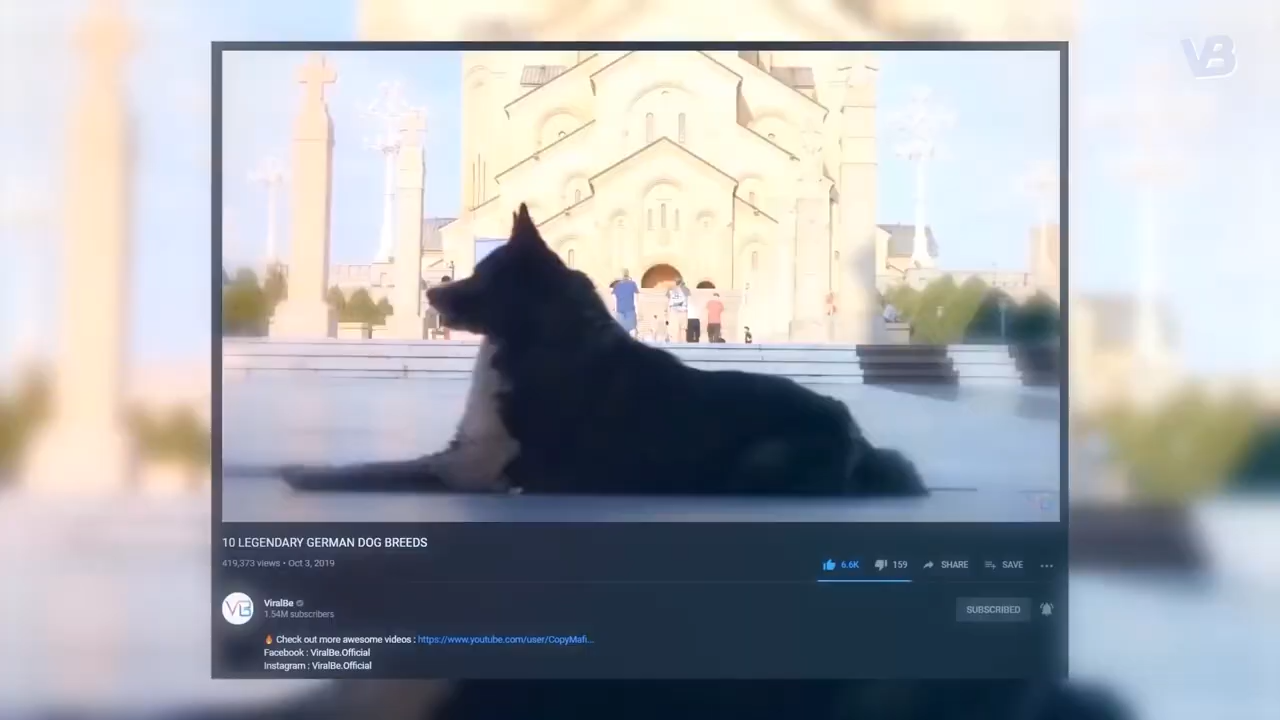 VB
10 LEGENDARY GERMAN DOG BREEDS
419,373 views • Oct 3, 2019
6.6K 159 SHARE SAVE
VB ViralBe
1.54M subscribers
SUBSCRIBED
🔥 Check out more awesome videos : https://www.youtube.com/user/CopyMafi...
Facebook : ViralBe.Official
Instagram : ViralBe.Official